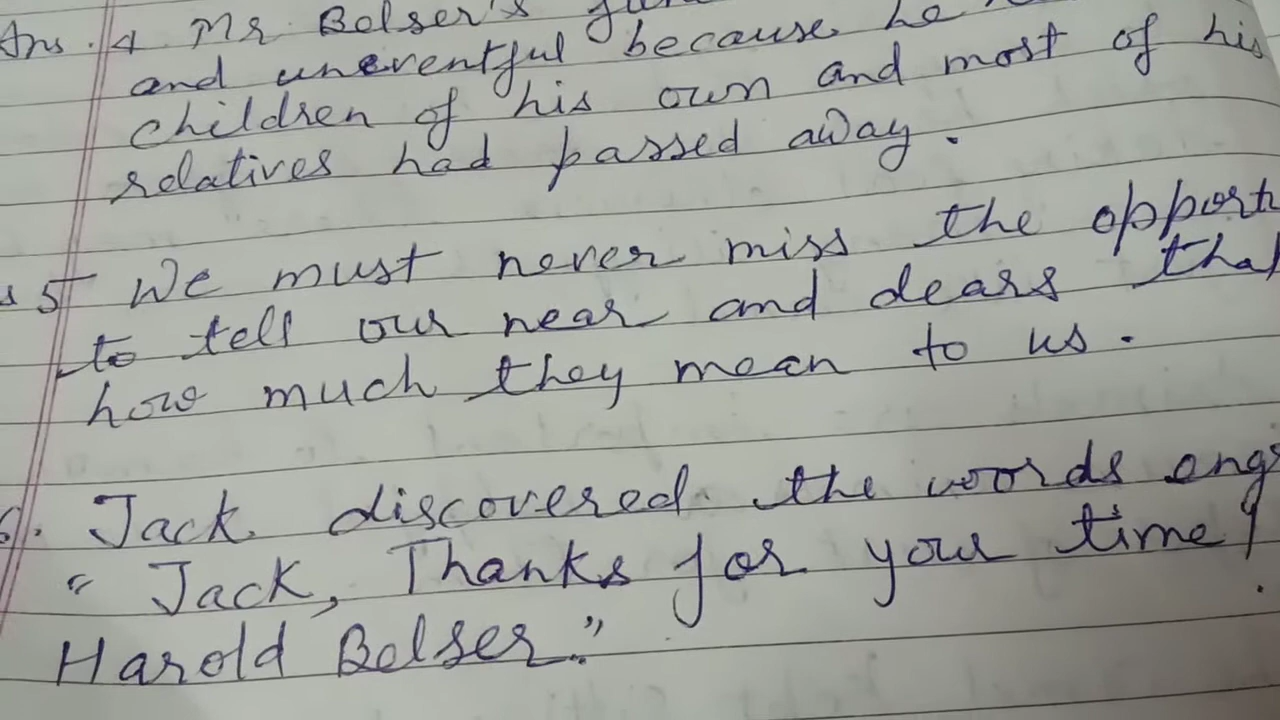 Ans. 4 Mr Belser's
and uneventful because he
children of his own and most of his
relatives had passed away.
5 We must never miss the opport
to tell our near and dears that
how much they mean to us.
6. Jack discovered the words eng
" Jack, Thanks for your time!
Harold Belser."